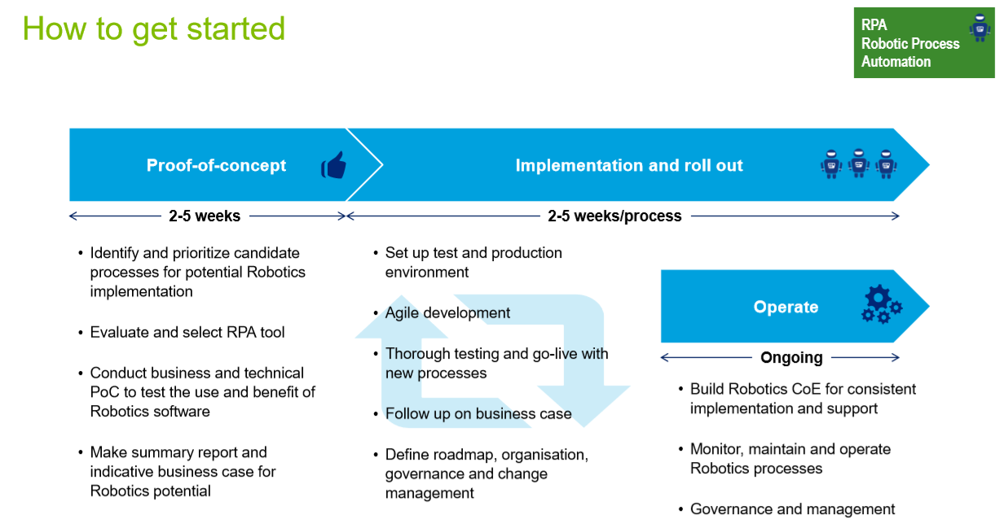 How to get started
RPA
Robotic Process
Automation
Proof-of-concept
Implementation and roll out
2-5 weeks
2-5 weeks/process
• Identify and prioritize candidate
processes for potential Robotics
implementation
• Evaluate and select RPA tool
• Conduct business and technical
PoC to test the use and benefit of
Robotics software
• Make summary report and
indicative business case for
Robotics potential
• Set up test and production
environment
• Agile development
• Thorough testing and go-live with
new processes
• Follow up on business case
• Define roadmap, organisation,
governance and change
management
Operate
Ongoing
• Build Robotics CoE for consistent
implementation and support
• Monitor, maintain and operate
Robotics processes
• Governance and management